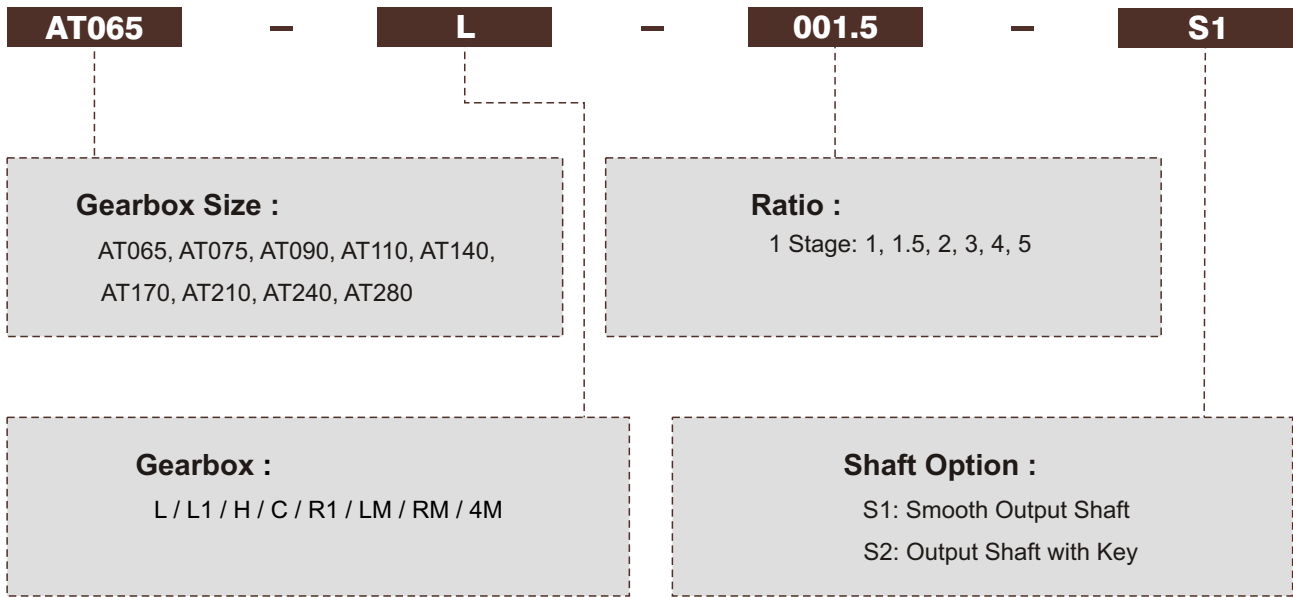 AT065 – L – 001.5 – S1
Gearbox Size :
AT065, AT075, AT090, AT110, AT140,
AT170, AT210, AT240, AT280
Ratio :
1 Stage: 1, 1.5, 2, 3, 4, 5
Gearbox :
L / L1 / H / C / R1 / LM / RM / 4M
Shaft Option :
S1: Smooth Output Shaft
S2: Output Shaft with Key